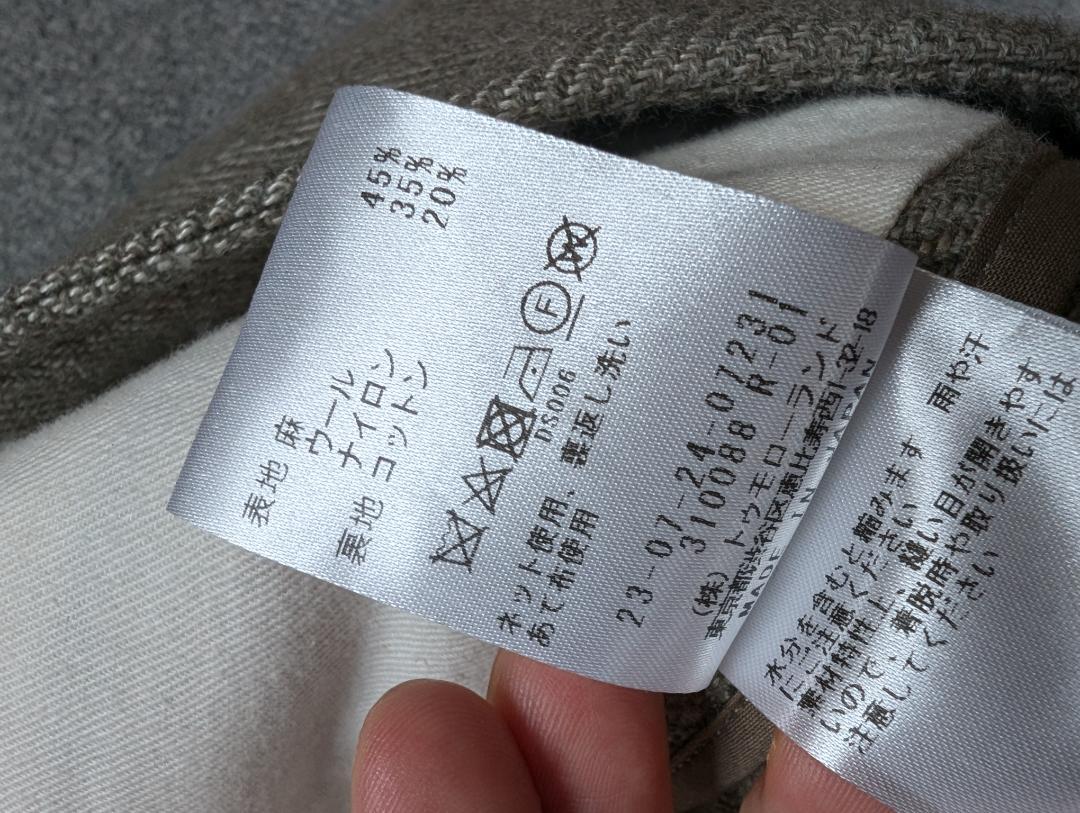 表地 麻 45%
ウール 35%
ナイロン 20%
裏地 コットン
F W
DS006
ネット使用、裏返し洗い
あて布使用
23-07-24-07231
310088 R-01
(株) トウモローランド
東京都渋谷区恵比寿西1-32-18
MADE IN JAPAN
水分を含むと縮みます 雨や汗
にご注意ください
素材特性上、縫い目が開きやす
いので、着脱時や取り扱いには
注意してください